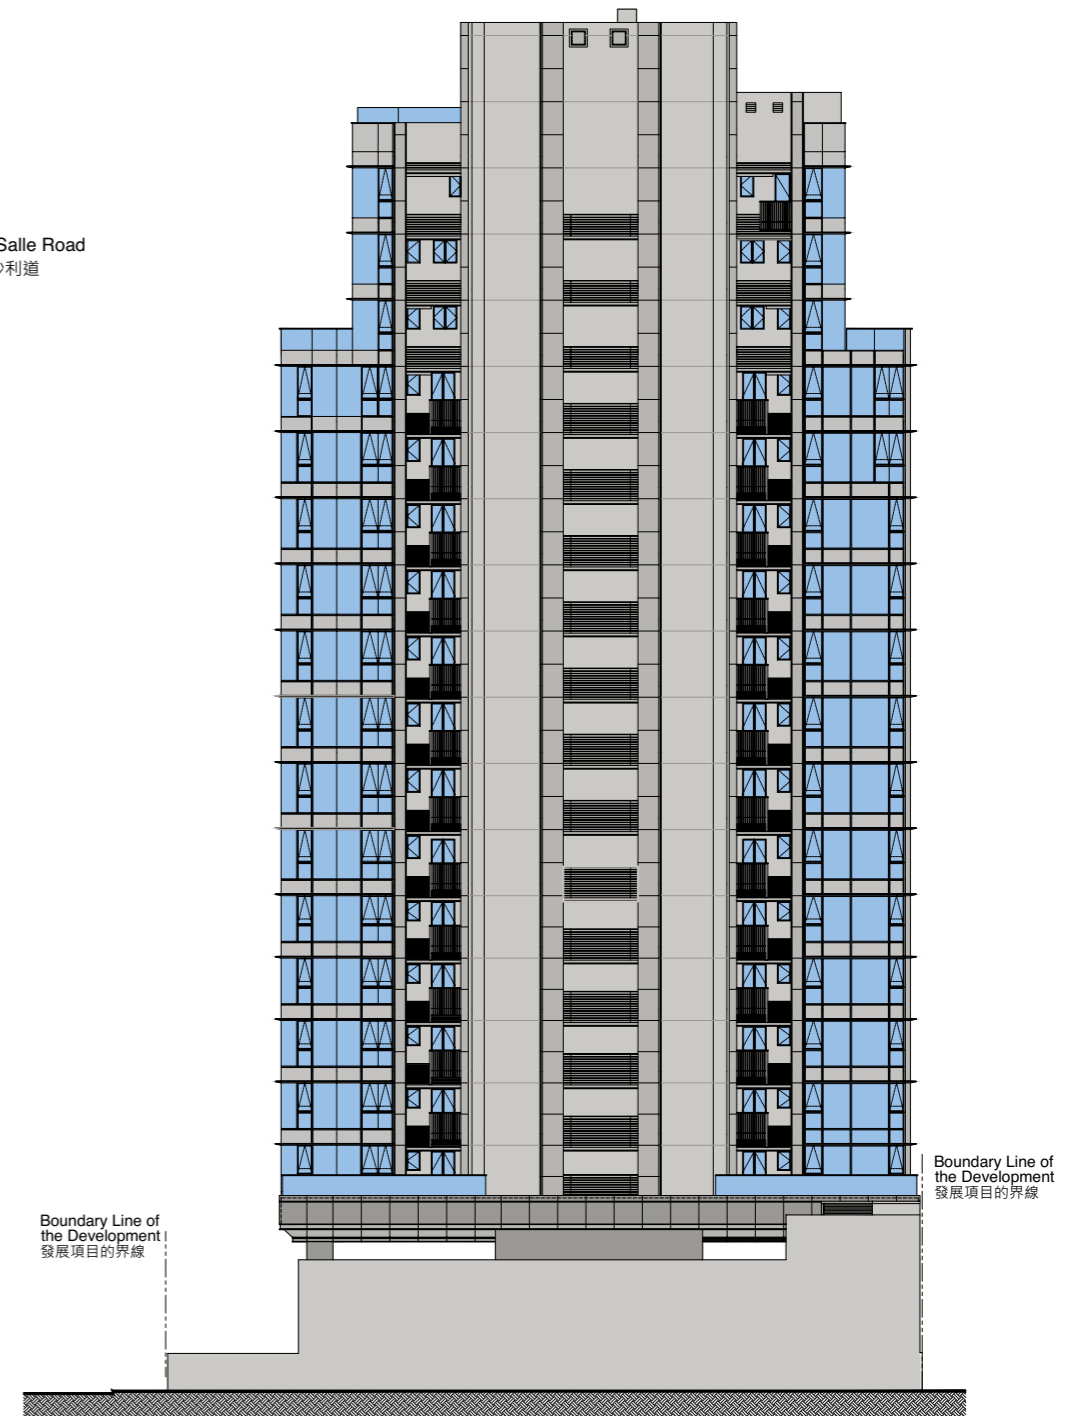 Salle Road
利道
Boundary Line of
the Development
發展項目的界線
Boundary Line of
the Development
發展項目的界線